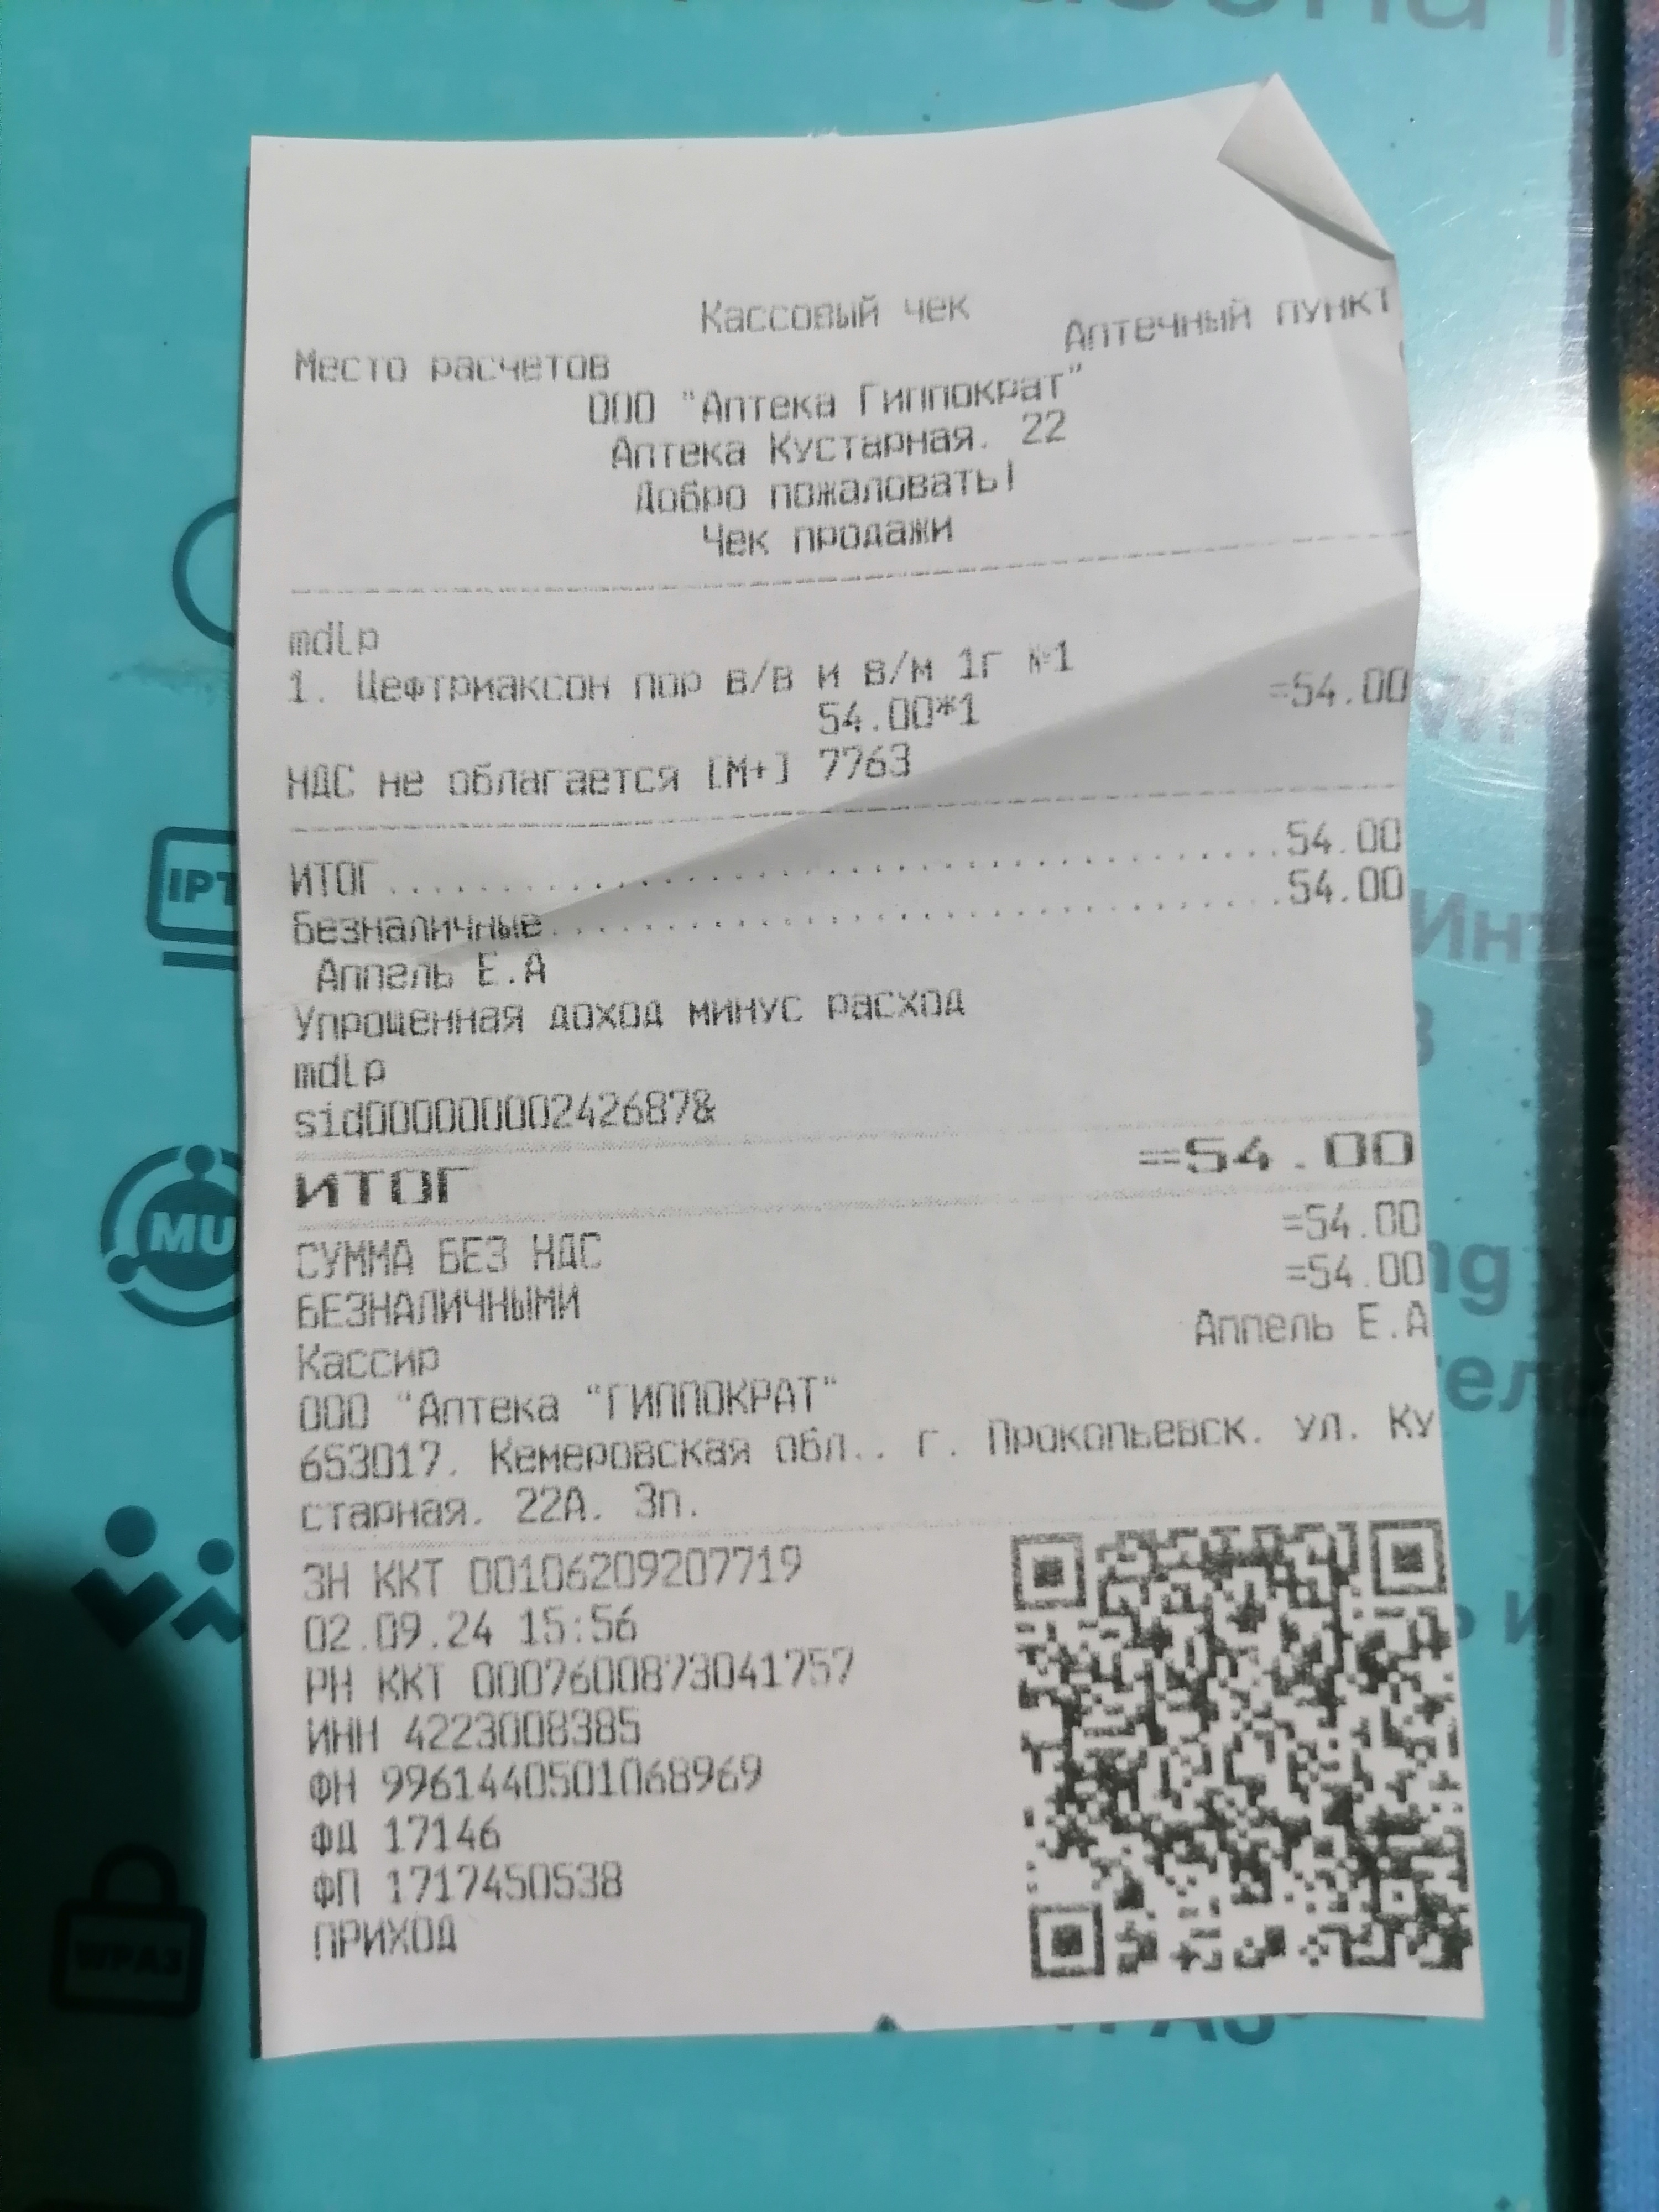 Кассовый чек
Место расчетов Аптечный пункт
ООО "Аптека Гиппократ"
Аптека Кустарная. 22
Добро пожаловать!
Чек продажи
mdlp
1. Цефтриаксон пор в/в и в/м 1г №1
54.00*1 =54.00
НДС не облагается [М+] 7763
ИТОГ....................54.00
Безналичные....................54.00
Аппель Е.А
Упрощенная доход минус расход
mdlp
sid00000000242687&
ИТОГ =54.00
СУММА БЕЗ НДС =54.00
БЕЗНАЛИЧНЫМИ =54.00
Кассир Аппель Е.А
ООО "Аптека "ГИППОКРАТ"
653017. Кемеровская обл.. г. Прокопьевск. ул. Ку
старная. 22А. 3п.
ЗН ККТ 00106209207719
02.09.24 15:56
РН ККТ 0007600873041757
ИНН 4223008385
ФН 9961440501068969
ФД 17146
ФП 1717450538
ПРИХОД
IPT
MU
WPA3